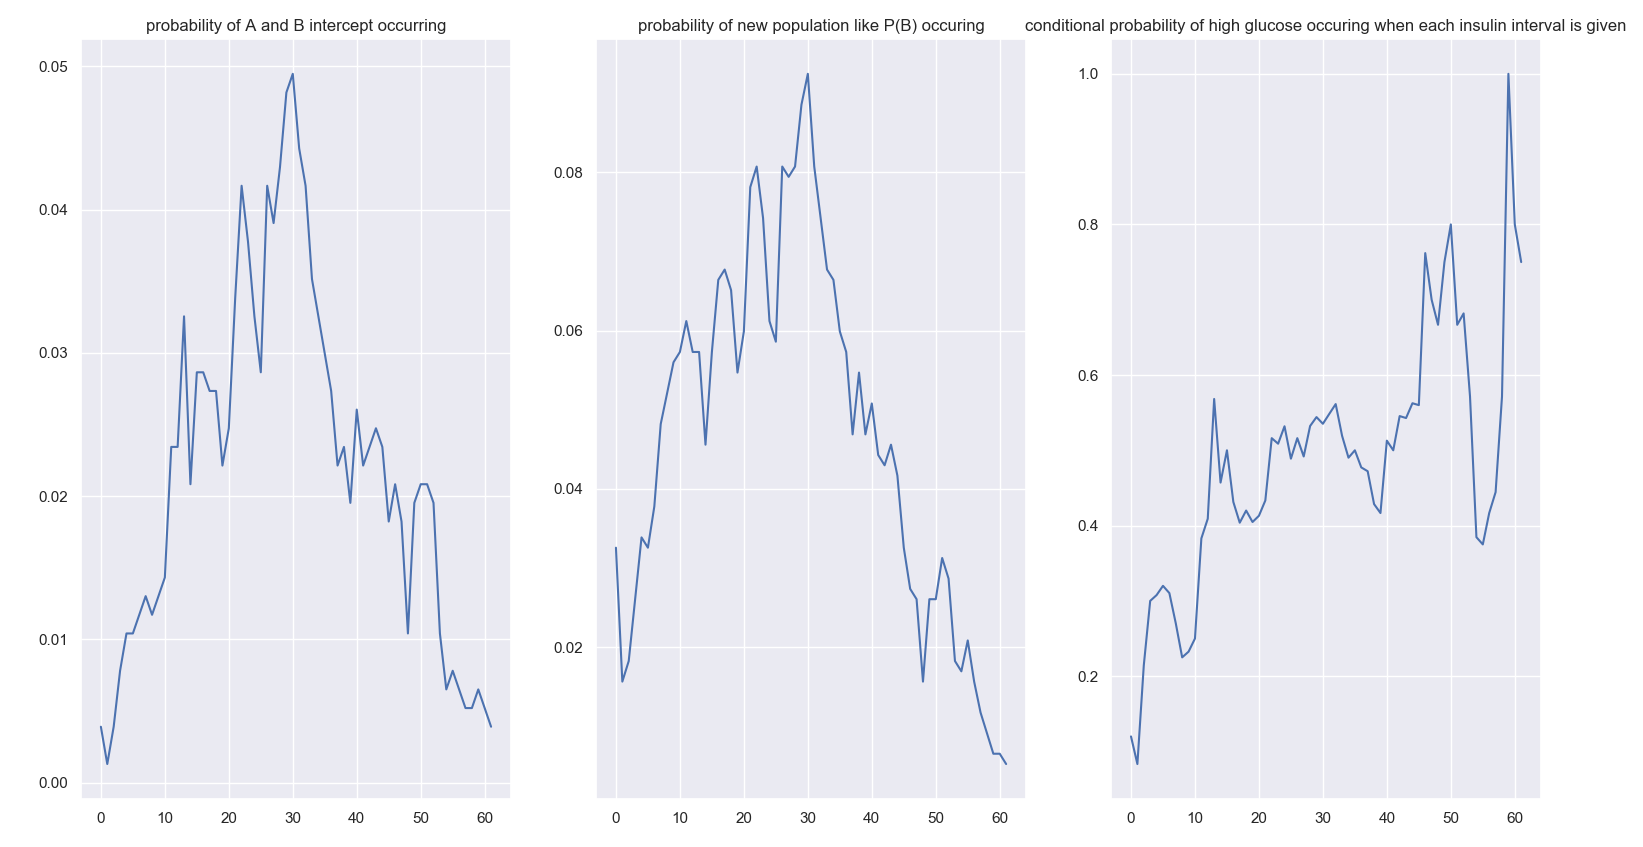 probability of A and B intercept occurring
0.05
0.04
0.03
0.02
0.01
0.00
0 10 20 30 40 50 60
probability of new population like P(B) occuring
0.08
0.06
0.04
0.02
0 10 20 30 40 50 60
conditional probability of high glucose occuring when each insulin interval is given
1.0
0.8
0.6
0.4
0.2
0 10 20 30 40 50 60